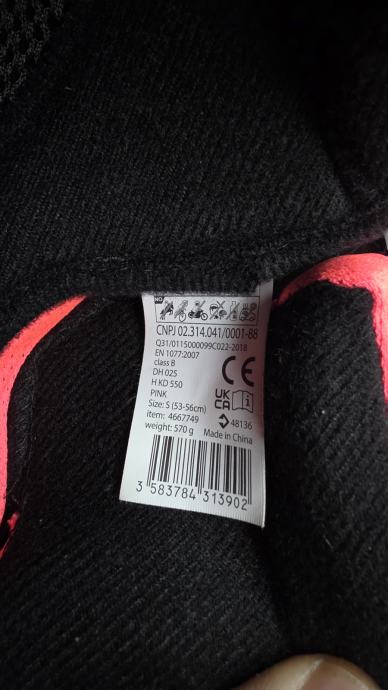 NO
CNPJ 02.314.041/0001-88
Q31/0115000099C022-2018
EN 1077:2007
class B
DH 025
H KD 550
PINK
Size: S (53-56cm)
item: 4667749
weight: 570 g
CE
UK
CA
i
48136
Made in China
3 583784 313902